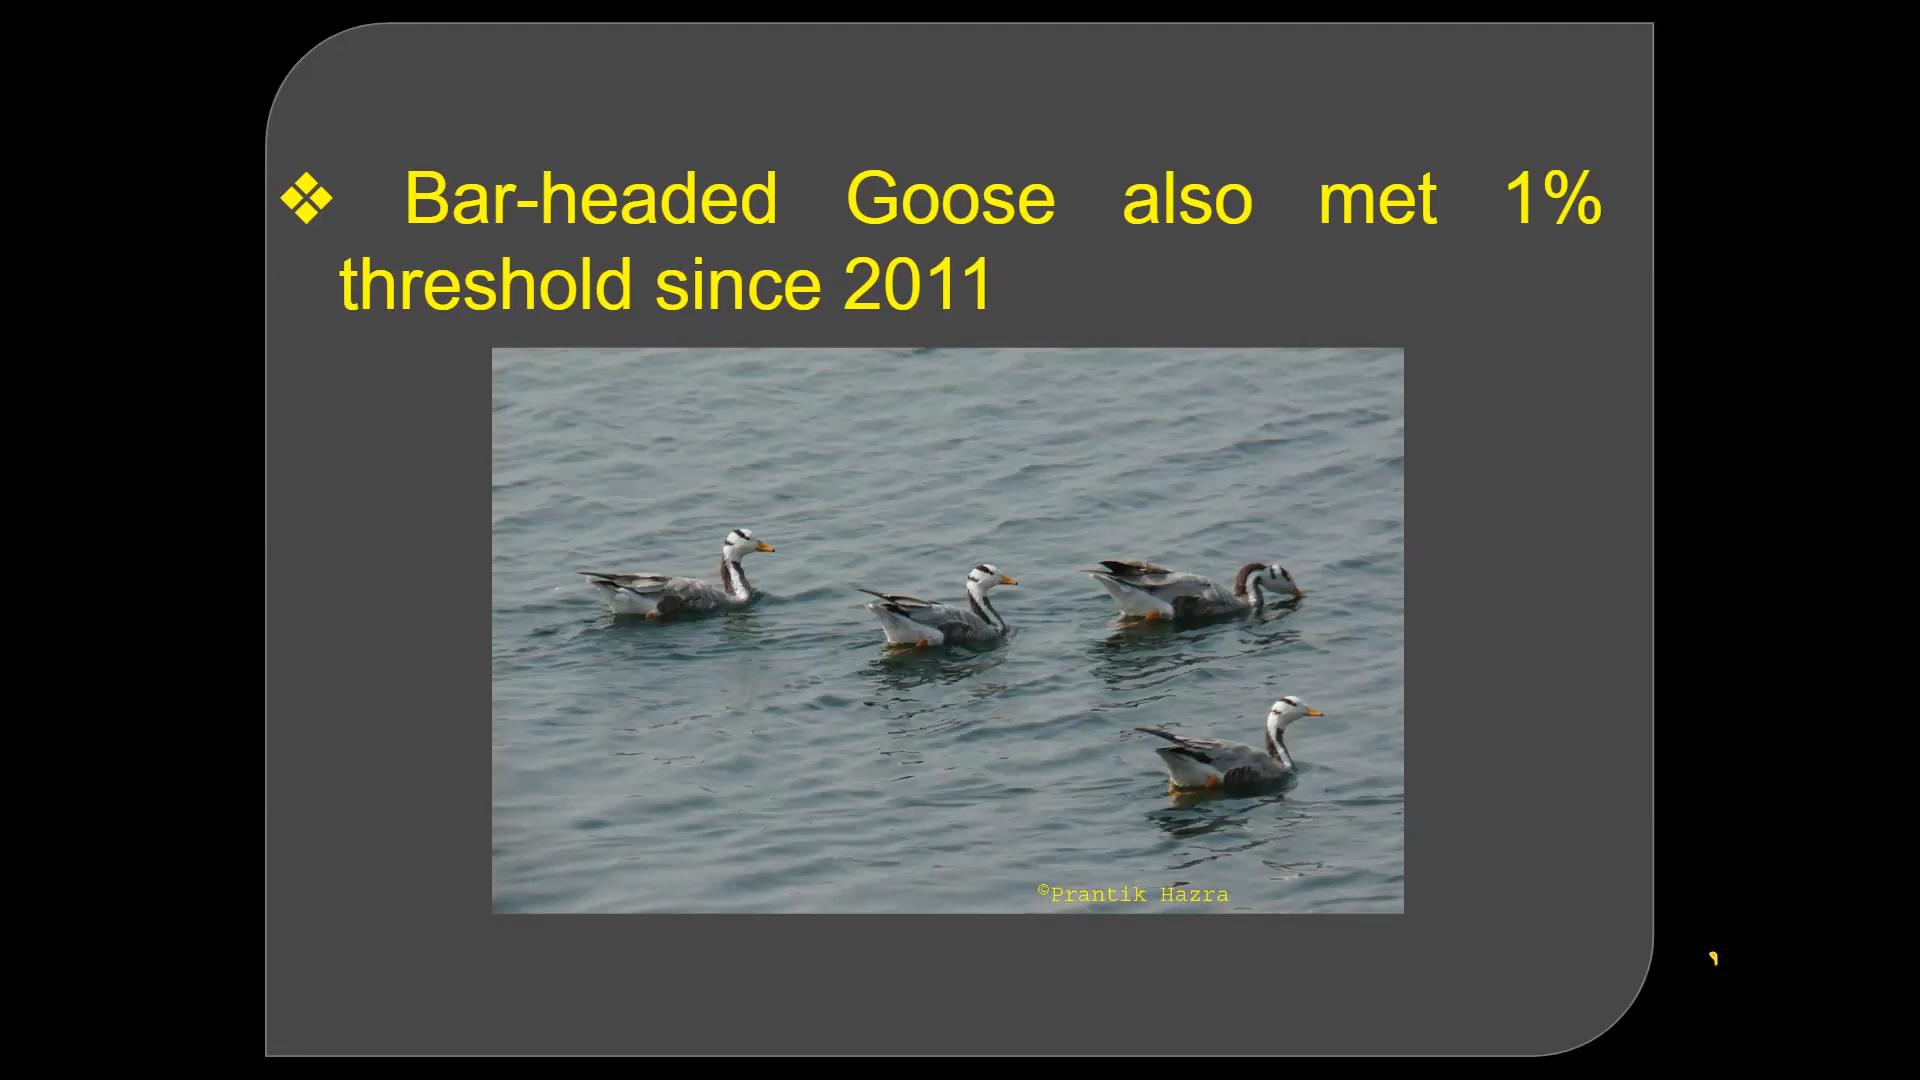 ❖ Bar-headed Goose also met 1%
threshold since 2011
©Prantik Hazra